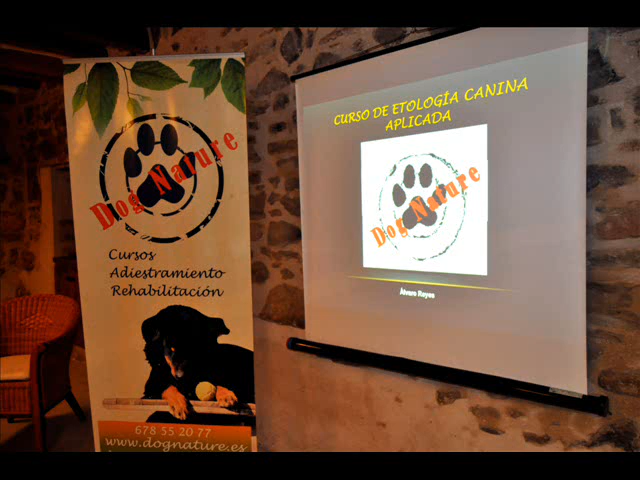 Dog Nature
Cursos
Adiestramiento
Rehabilitación
678 55 20 77
www.dognature.es
CURSO DE ETOLOGÍA CANINA
APLICADA
Dog Nature
Álvaro Reyes